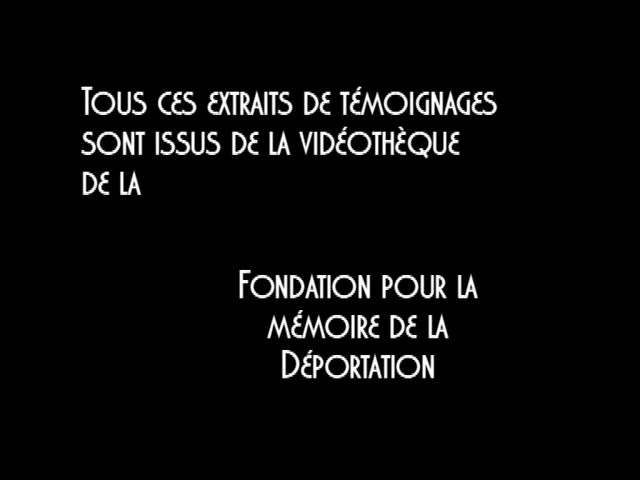 Tous ces extraits de témoignages
sont issus de la vidéothèque
de la
Fondation pour la
mémoire de la
Déportation